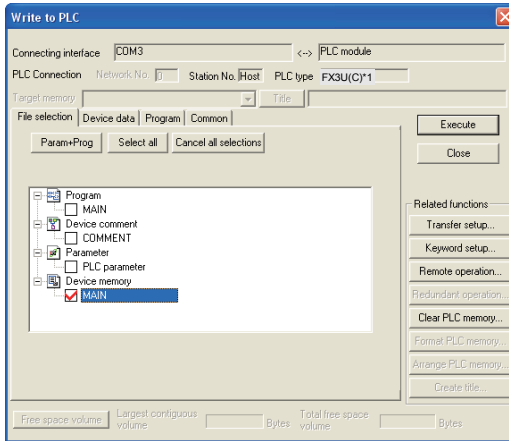 Write to PLC
Connecting interface COM3 <--> PLC module
PLC Connection Network No. 0 Station No. Host PLC type FX3U(C)*1
Target memory Title
File selection Device data Program Common
Execute
Param+Prog Select all Cancel all selections
Close
Program
MAIN
Device comment
COMMENT
Parameter
PLC parameter
Device memory
MAIN
Related functions
Transfer setup...
Keyword setup...
Remote operation...
Redundant operation...
Clear PLC memory...
Format PLC memory...
Arrange PLC memory...
Create title...
Free space volume Largest contiguous volume Bytes Total free space volume Bytes